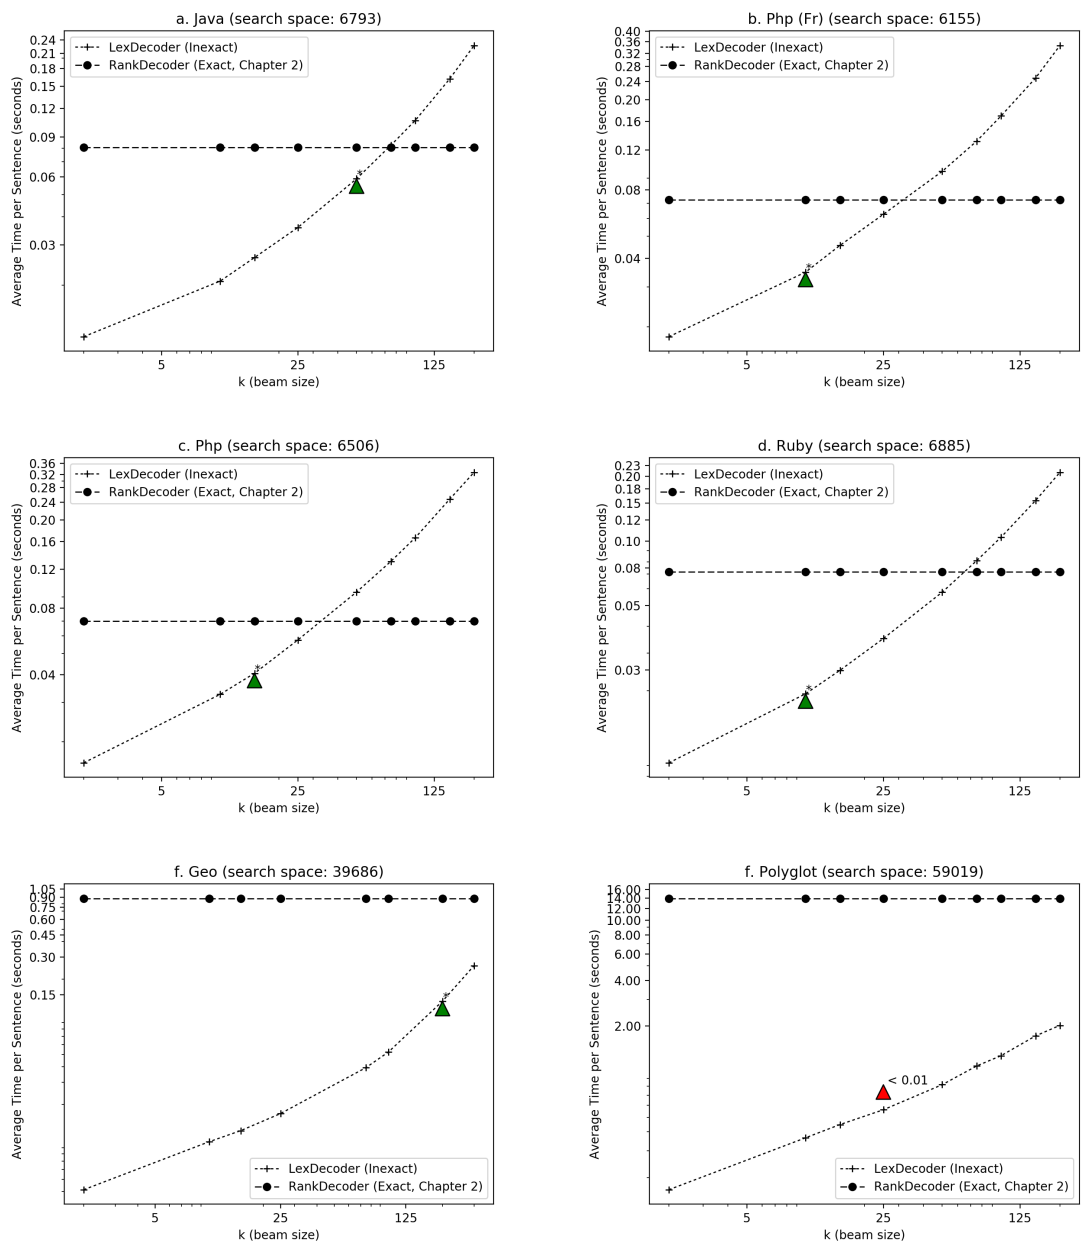 a. Java (search space: 6793)
LexDecoder (Inexact)
RankDecoder (Exact, Chapter 2)
Average Time per Sentence (seconds)
0.24
0.21
0.18
0.15
0.12
0.09
0.06
0.03
*
5 25 125
k (beam size)
b. Php (Fr) (search space: 6155)
LexDecoder (Inexact)
RankDecoder (Exact, Chapter 2)
Average Time per Sentence (seconds)
0.40
0.36
0.32
0.28
0.24
0.20
0.16
0.12
0.08
0.04
*
5 25 125
k (beam size)
c. Php (search space: 6506)
LexDecoder (Inexact)
RankDecoder (Exact, Chapter 2)
Average Time per Sentence (seconds)
0.36
0.32
0.28
0.24
0.20
0.16
0.12
0.08
0.04
*
5 25 125
k (beam size)
d. Ruby (search space: 6885)
LexDecoder (Inexact)
RankDecoder (Exact, Chapter 2)
Average Time per Sentence (seconds)
0.23
0.20
0.18
0.15
0.12
0.10
0.08
0.05
0.03
*
5 25 125
k (beam size)
f. Geo (search space: 39686)
Average Time per Sentence (seconds)
1.05
0.90
0.75
0.60
0.45
0.30
0.15
*
LexDecoder (Inexact)
RankDecoder (Exact, Chapter 2)
5 25 125
k (beam size)
f. Polyglot (search space: 59019)
Average Time per Sentence (seconds)
16.00
14.00
12.00
10.00
8.00
6.00
4.00
2.00
< 0.01
LexDecoder (Inexact)
RankDecoder (Exact, Chapter 2)
5 25 125
k (beam size)